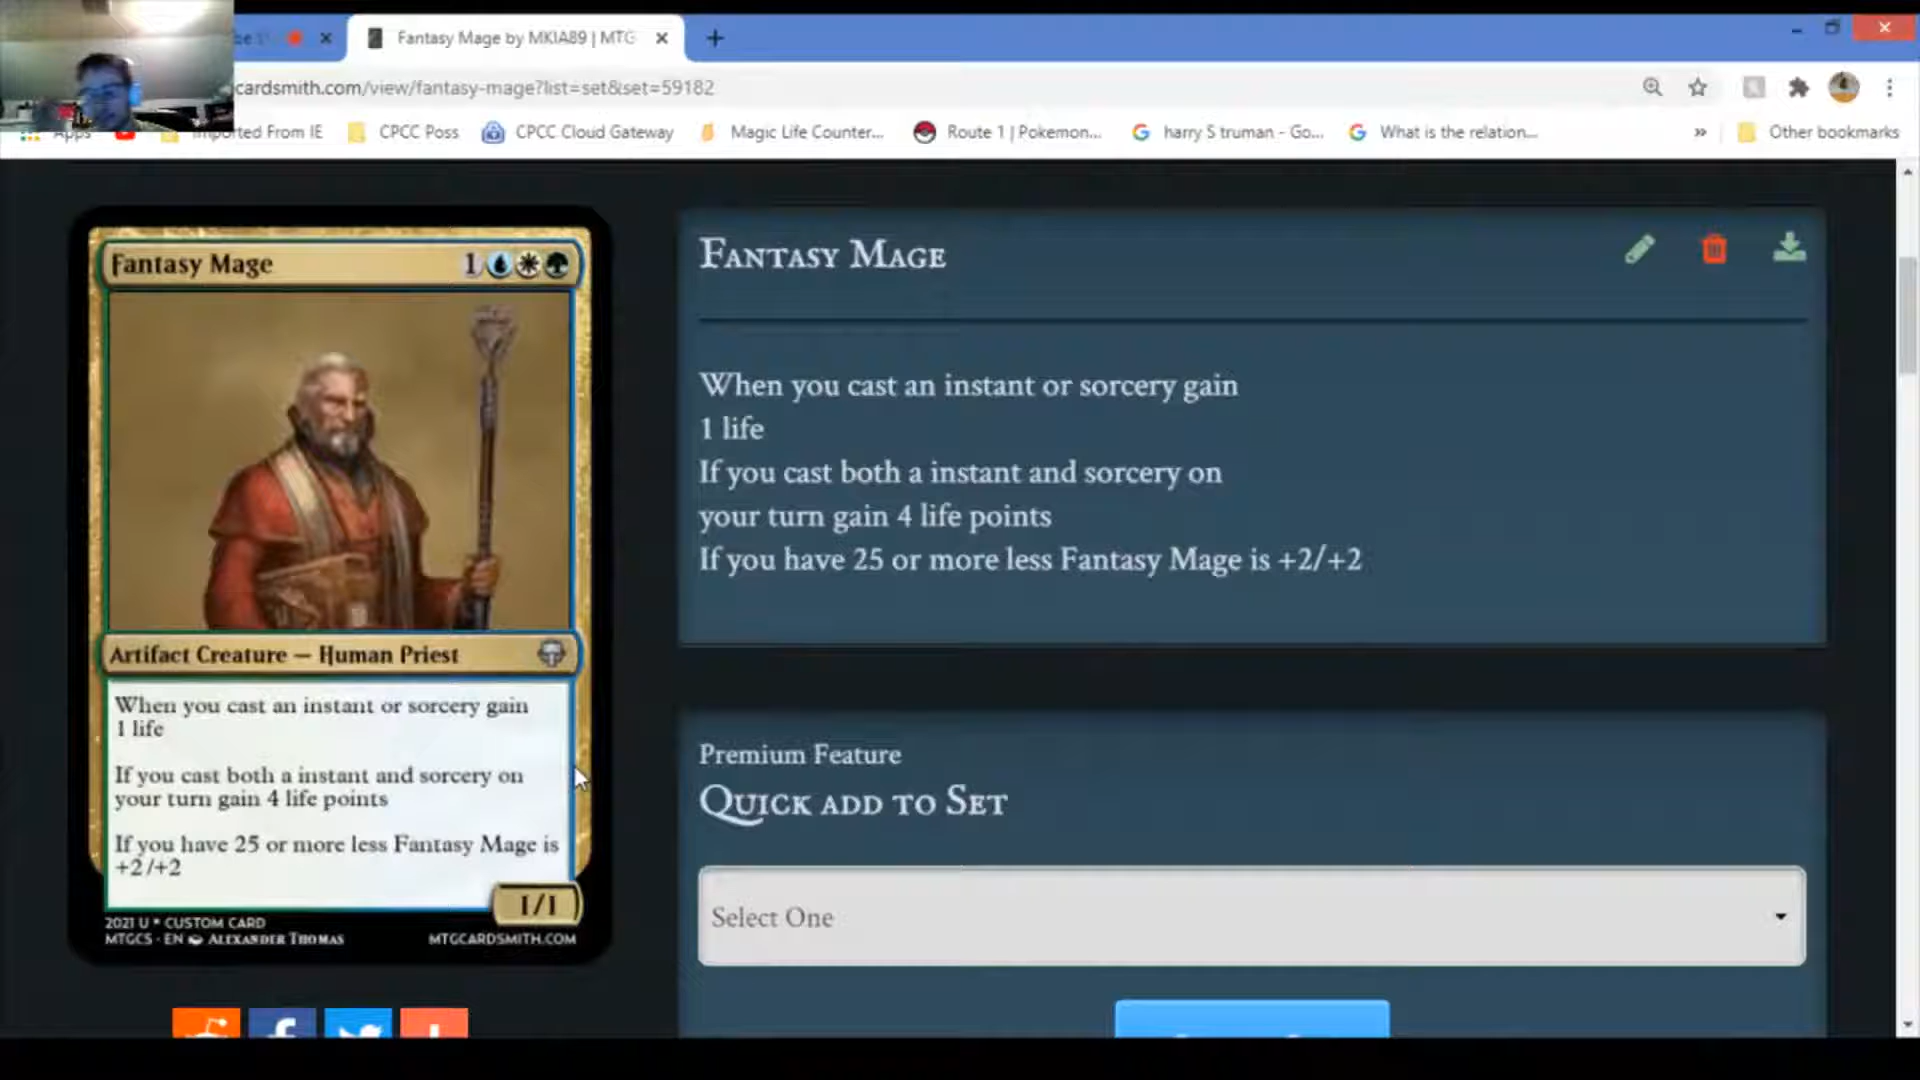 Fantasy Mage by MKIA89 | MTG
cardsmith.com/view/fantasy-mage?list=set&set=59182
Apps
Imported From IE
CPCC Poss
CPCC Cloud Gateway
Magic Life Counter...
Route 1 | Pokemon...
harry S truman - Go...
What is the relation...
»
Other bookmarks
Fantasy Mage
1
Artifact Creature — Human Priest
When you cast an instant or sorcery gain
1 life
If you cast both a instant and sorcery on
your turn gain 4 life points
If you have 25 or more less Fantasy Mage is
+2/+2
1/1
2021 U * CUSTOM CARD
MTGCS · EN ALEXANDER THOMAS
MTGCARDSMITH.COM
Fantasy Mage
When you cast an instant or sorcery gain
1 life
If you cast both a instant and sorcery on
your turn gain 4 life points
If you have 25 or more less Fantasy Mage is +2/+2
Premium Feature
Quick add to Set
Select One